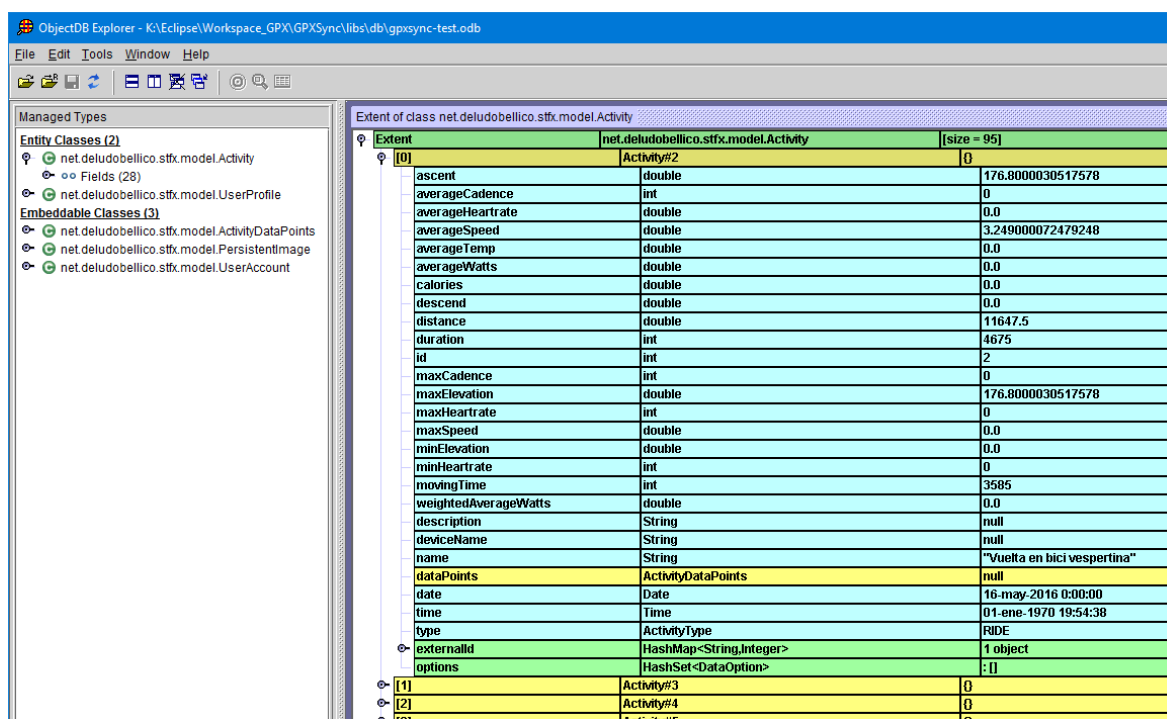 ObjectDB Explorer - K:\Eclipse\Workspace_GPX\GPXSync\libs\db\gpxsync-test.odb
File Edit Tools Window Help
Managed Types
Entity Classes (2)
net.deludobellico.stfx.model.Activity
Fields (28)
net.deludobellico.stfx.model.UserProfile
Embeddable Classes (3)
net.deludobellico.stfx.model.ActivityDataPoints
net.deludobellico.stfx.model.PersistentImage
net.deludobellico.stfx.model.UserAccount
Extent of class net.deludobellico.stfx.model.Activity
Extent net.deludobellico.stfx.model.Activity [size = 95]
[0] Activity#2 {}
ascent double 176.8000030517578
averageCadence int 0
averageHeartrate double 0.0
averageSpeed double 3.249000072479248
averageTemp double 0.0
averageWatts double 0.0
calories double 0.0
descend double 0.0
distance double 11647.5
duration int 4675
id int 2
maxCadence int 0
maxElevation double 176.8000030517578
maxHeartrate int 0
maxSpeed double 0.0
minElevation double 0.0
minHeartrate int 0
movingTime int 3585
weightedAverageWatts double 0.0
description String null
deviceName String null
name String "Vuelta en bici vespertina"
dataPoints ActivityDataPoints null
date Date 16-may-2016 0:00:00
time Time 01-ene-1970 19:54:38
type ActivityType RIDE
externalId HashMap<String,Integer> 1 object
options HashSet<DataOption> : []
[1] Activity#3 {}
[2] Activity#4 {}